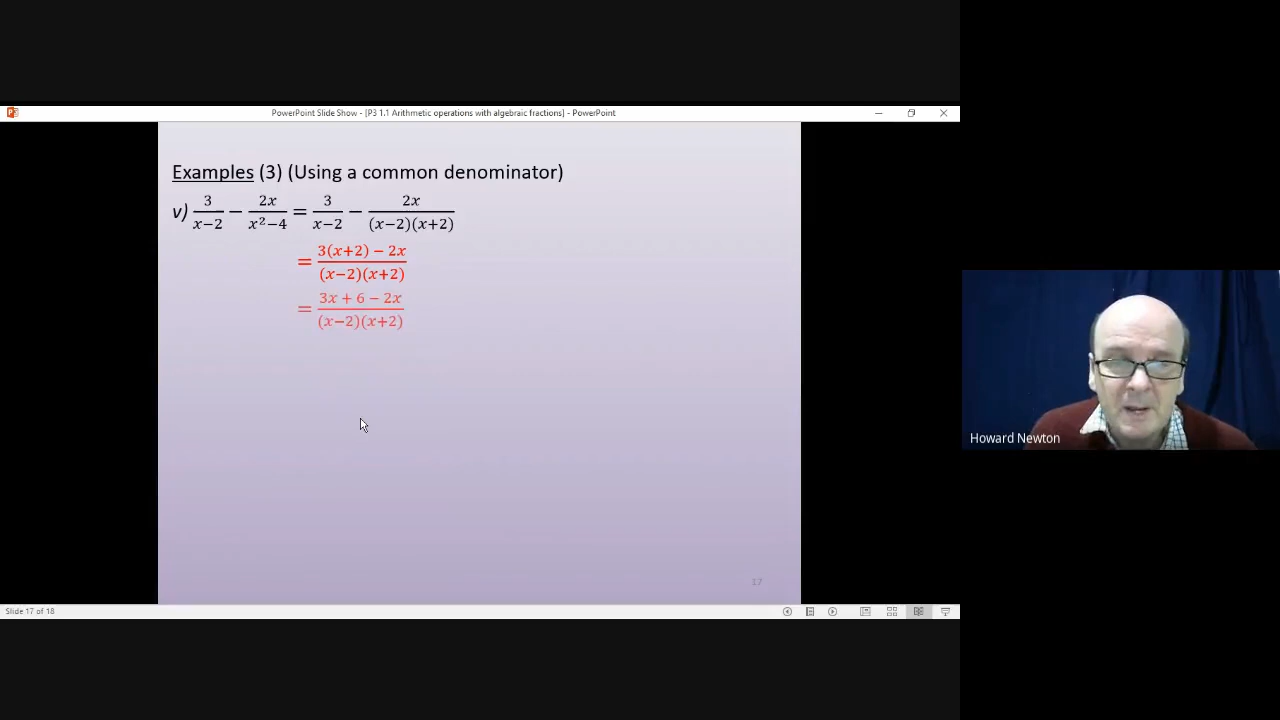 PowerPoint Slide Show - [P3 1.1 Arithmetic operations with algebraic fractions] - PowerPoint
Examples (3) (Using a common denominator)
v) 3/(x−2) − 2x/(x²−4) = 3/(x−2) − 2x/((x−2)(x+2))
= (3(x+2) − 2x)/((x−2)(x+2))
= (3x + 6 − 2x)/((x−2)(x+2))
Howard Newton
17
Slide 17 of 18